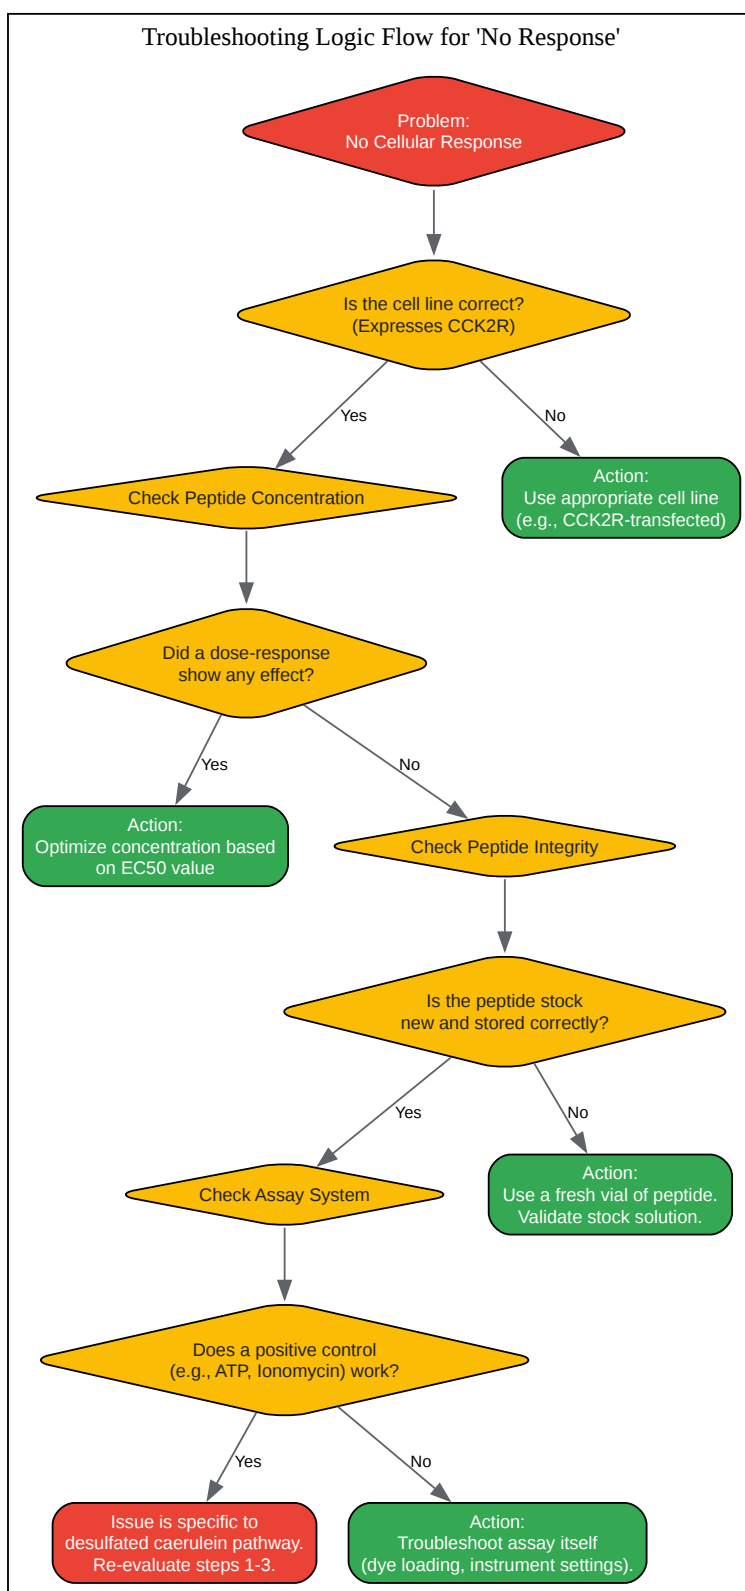 Troubleshooting Logic Flow for 'No Response'
Problem:
No Cellular Response
Is the cell line correct?
(Expresses CCK2R)
Yes
No
Check Peptide Concentration
Action:
Use appropriate cell line
(e.g., CCK2R-transfected)
Did a dose-response
show any effect?
Yes
No
Action:
Optimize concentration based
on EC50 value
Check Peptide Integrity
Is the peptide stock
new and stored correctly?
Yes
No
Check Assay System
Action:
Use a fresh vial of peptide.
Validate stock solution.
Does a positive control
(e.g., ATP, Ionomycin) work?
Yes
No
Issue is specific to
desulfated caerulein pathway.
Re-evaluate steps 1-3.
Action:
Troubleshoot assay itself
(dye loading, instrument settings).